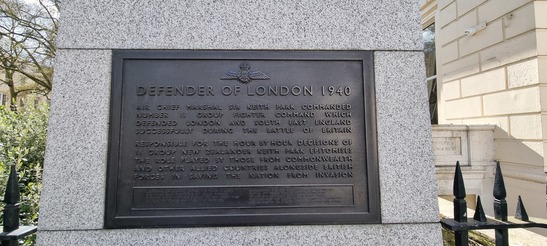 DEFENDER OF LONDON 1940
AIR CHIEF MARSHAL SIR KEITH PARK COMMANDED
NUMBER 11 GROUP FIGHTER COMMAND WHICH
DEFENDED LONDON AND SOUTH EAST ENGLAND
SUCCESSFULLY DURING THE BATTLE OF BRITAIN
RESPONSIBLE FOR THE HOUR BY HOUR DECISIONS OF
11 GROUP NEW ZEALANDER KEITH PARK EPITOMISES
THE ROLE PLAYED BY THOSE FROM COMMONWEALTH
AND OTHER ALLIED COUNTRIES ALONGSIDE BRITISH
FORCES IN SAVING THE NATION FROM INVASION